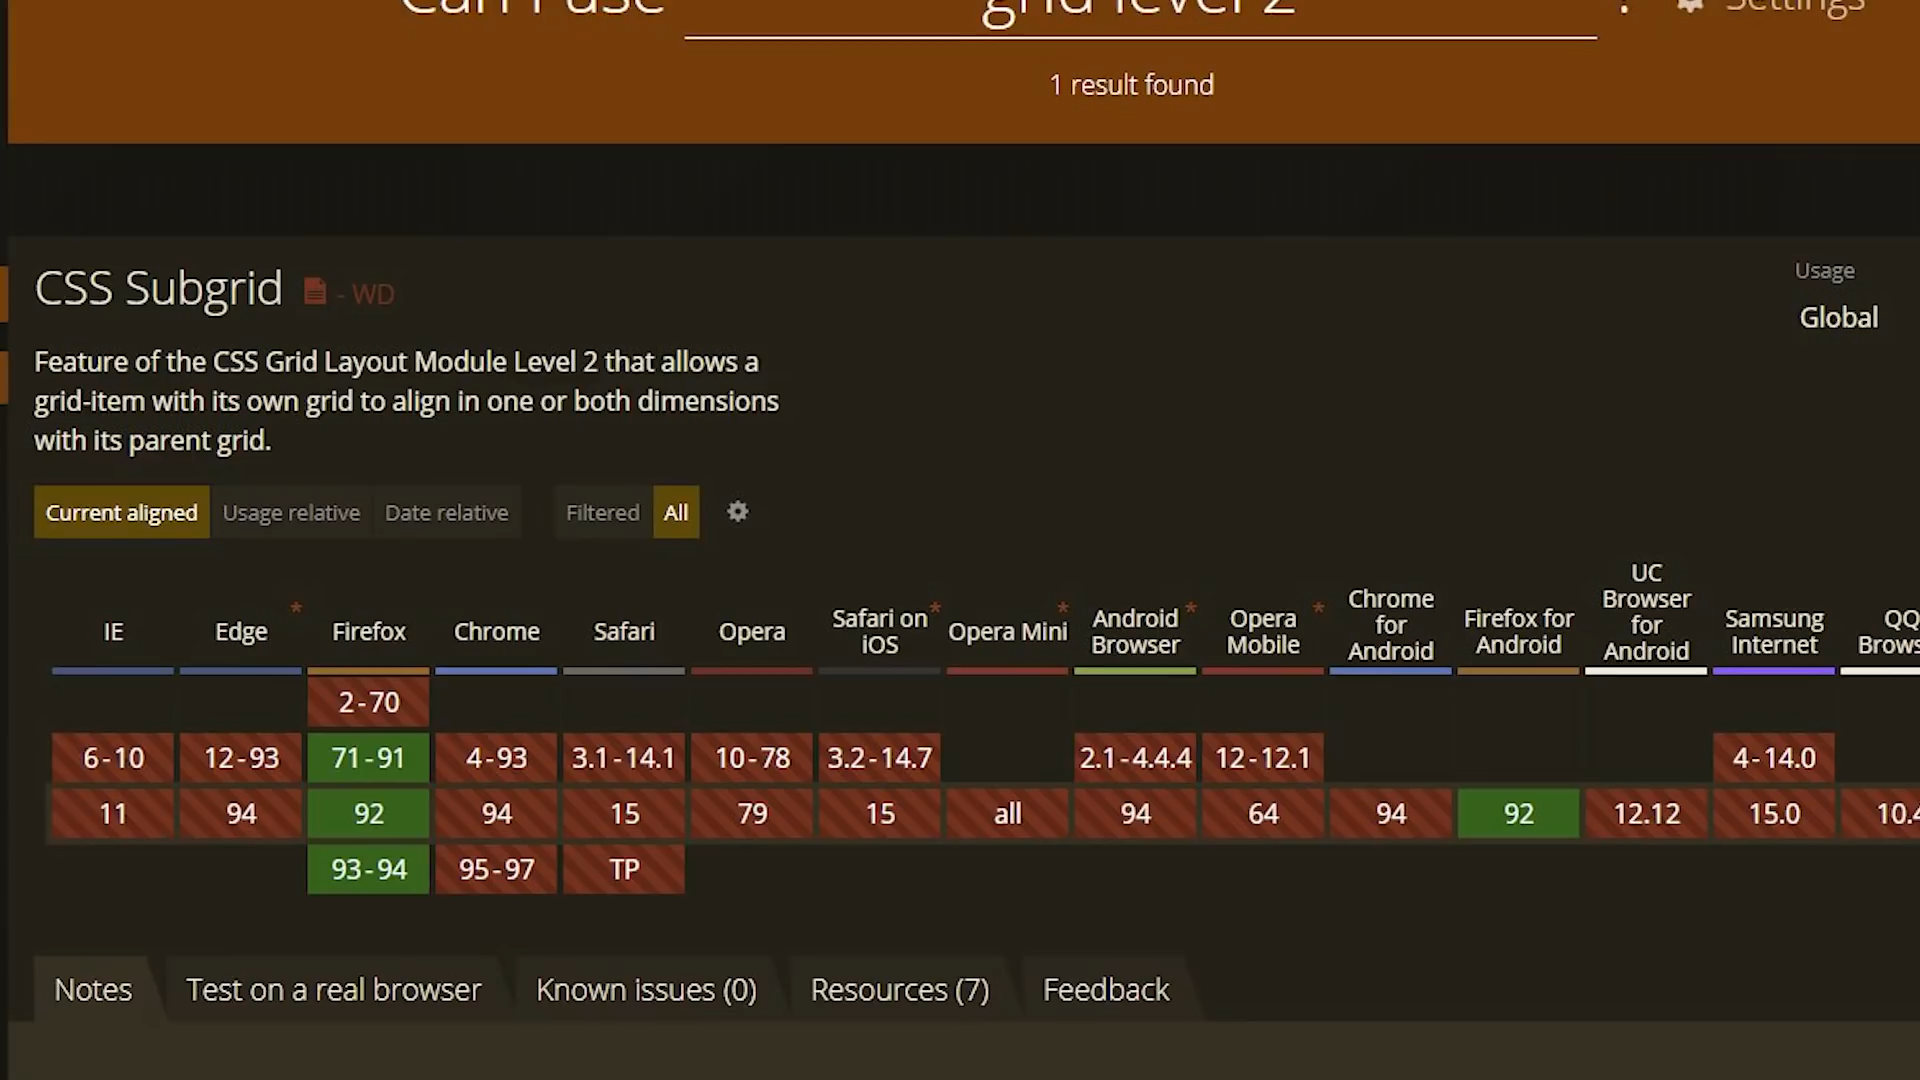 Can I use
grid level 2
?
Settings
1 result found
CSS Subgrid
- WD
Usage
Global
Feature of the CSS Grid Layout Module Level 2 that allows a
grid-item with its own grid to align in one or both dimensions
with its parent grid.
Current aligned
Usage relative
Date relative
Filtered
All
IE
Edge
*
Firefox
Chrome
Safari
Opera
Safari on
iOS
*
Opera Mini
*
Android
Browser
*
Opera
Mobile
*
Chrome
for
Android
Firefox for
Android
UC
Browser
for
Android
Samsung
Internet
QQ
2-70
6-10
12-93
71-91
4-93
3.1-14.1
10-78
3.2-14.7
2.1-4.4.4
12-12.1
4-14.0
11
94
92
94
15
79
15
all
94
64
94
92
12.12
15.0
93-94
95-97
TP
Notes
Test on a real browser
Known issues (0)
Resources (7)
Feedback